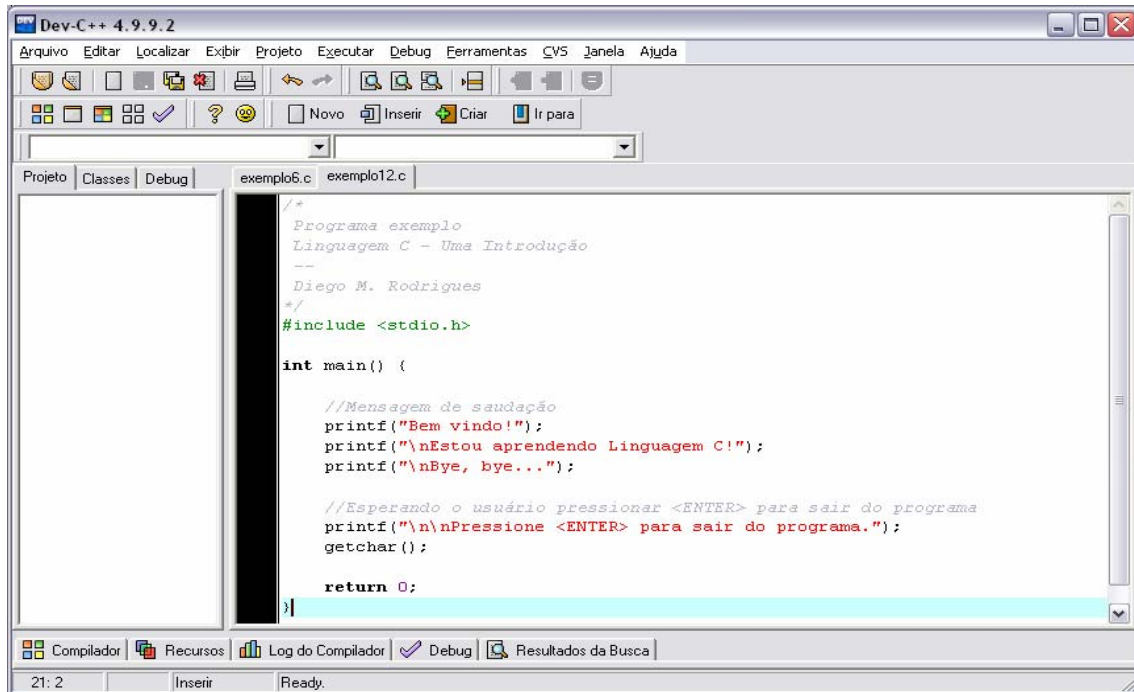 Dev-C++ 4.9.9.2
Arquivo Editar Localizar Exibir Projeto Executar Debug Ferramentas CVS Janela Ajuda
Novo Inserir Criar Ir para
Projeto Classes Debug exemplo6.c exemplo12.c
/*
Programa exemplo
Linguagem C - Uma Introdução
--
Diego M. Rodrigues
*/
#include <stdio.h>
int main() {
//Mensagem de saudação
printf("Bem vindo!");
printf("\nEstou aprendendo Linguagem C!");
printf("\nBye, bye...");
//Esperando o usuário pressionar <ENTER> para sair do programa
printf("\n\nPressione <ENTER> para sair do programa.");
getchar();
return 0;
}
Compilador Recursos Log do Compilador Debug Resultados da Busca
21: 2 Inserir Ready.